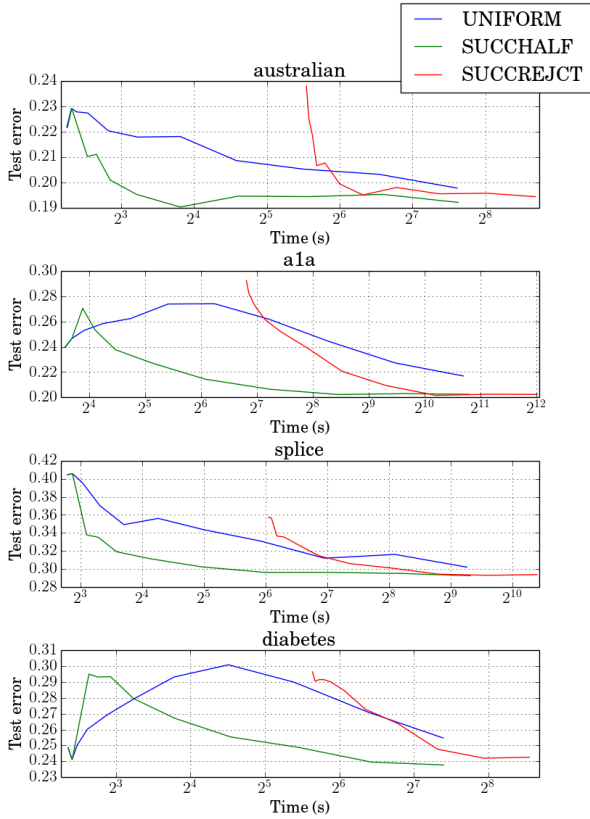 UNIFORM
SUCCHALF
SUCCREJCT
australian
Test error
0.24
0.23
0.22
0.21
0.20
0.19
2^3 2^4 2^5 2^6 2^7 2^8
Time (s)
a1a
Test error
0.30
0.28
0.26
0.24
0.22
0.20
2^4 2^5 2^6 2^7 2^8 2^9 2^10 2^11 2^12
Time (s)
splice
Test error
0.42
0.40
0.38
0.36
0.34
0.32
0.30
0.28
2^3 2^4 2^5 2^6 2^7 2^8 2^9 2^10
Time (s)
diabetes
Test error
0.31
0.30
0.29
0.28
0.27
0.26
0.25
0.24
0.23
2^3 2^4 2^5 2^6 2^7 2^8
Time (s)